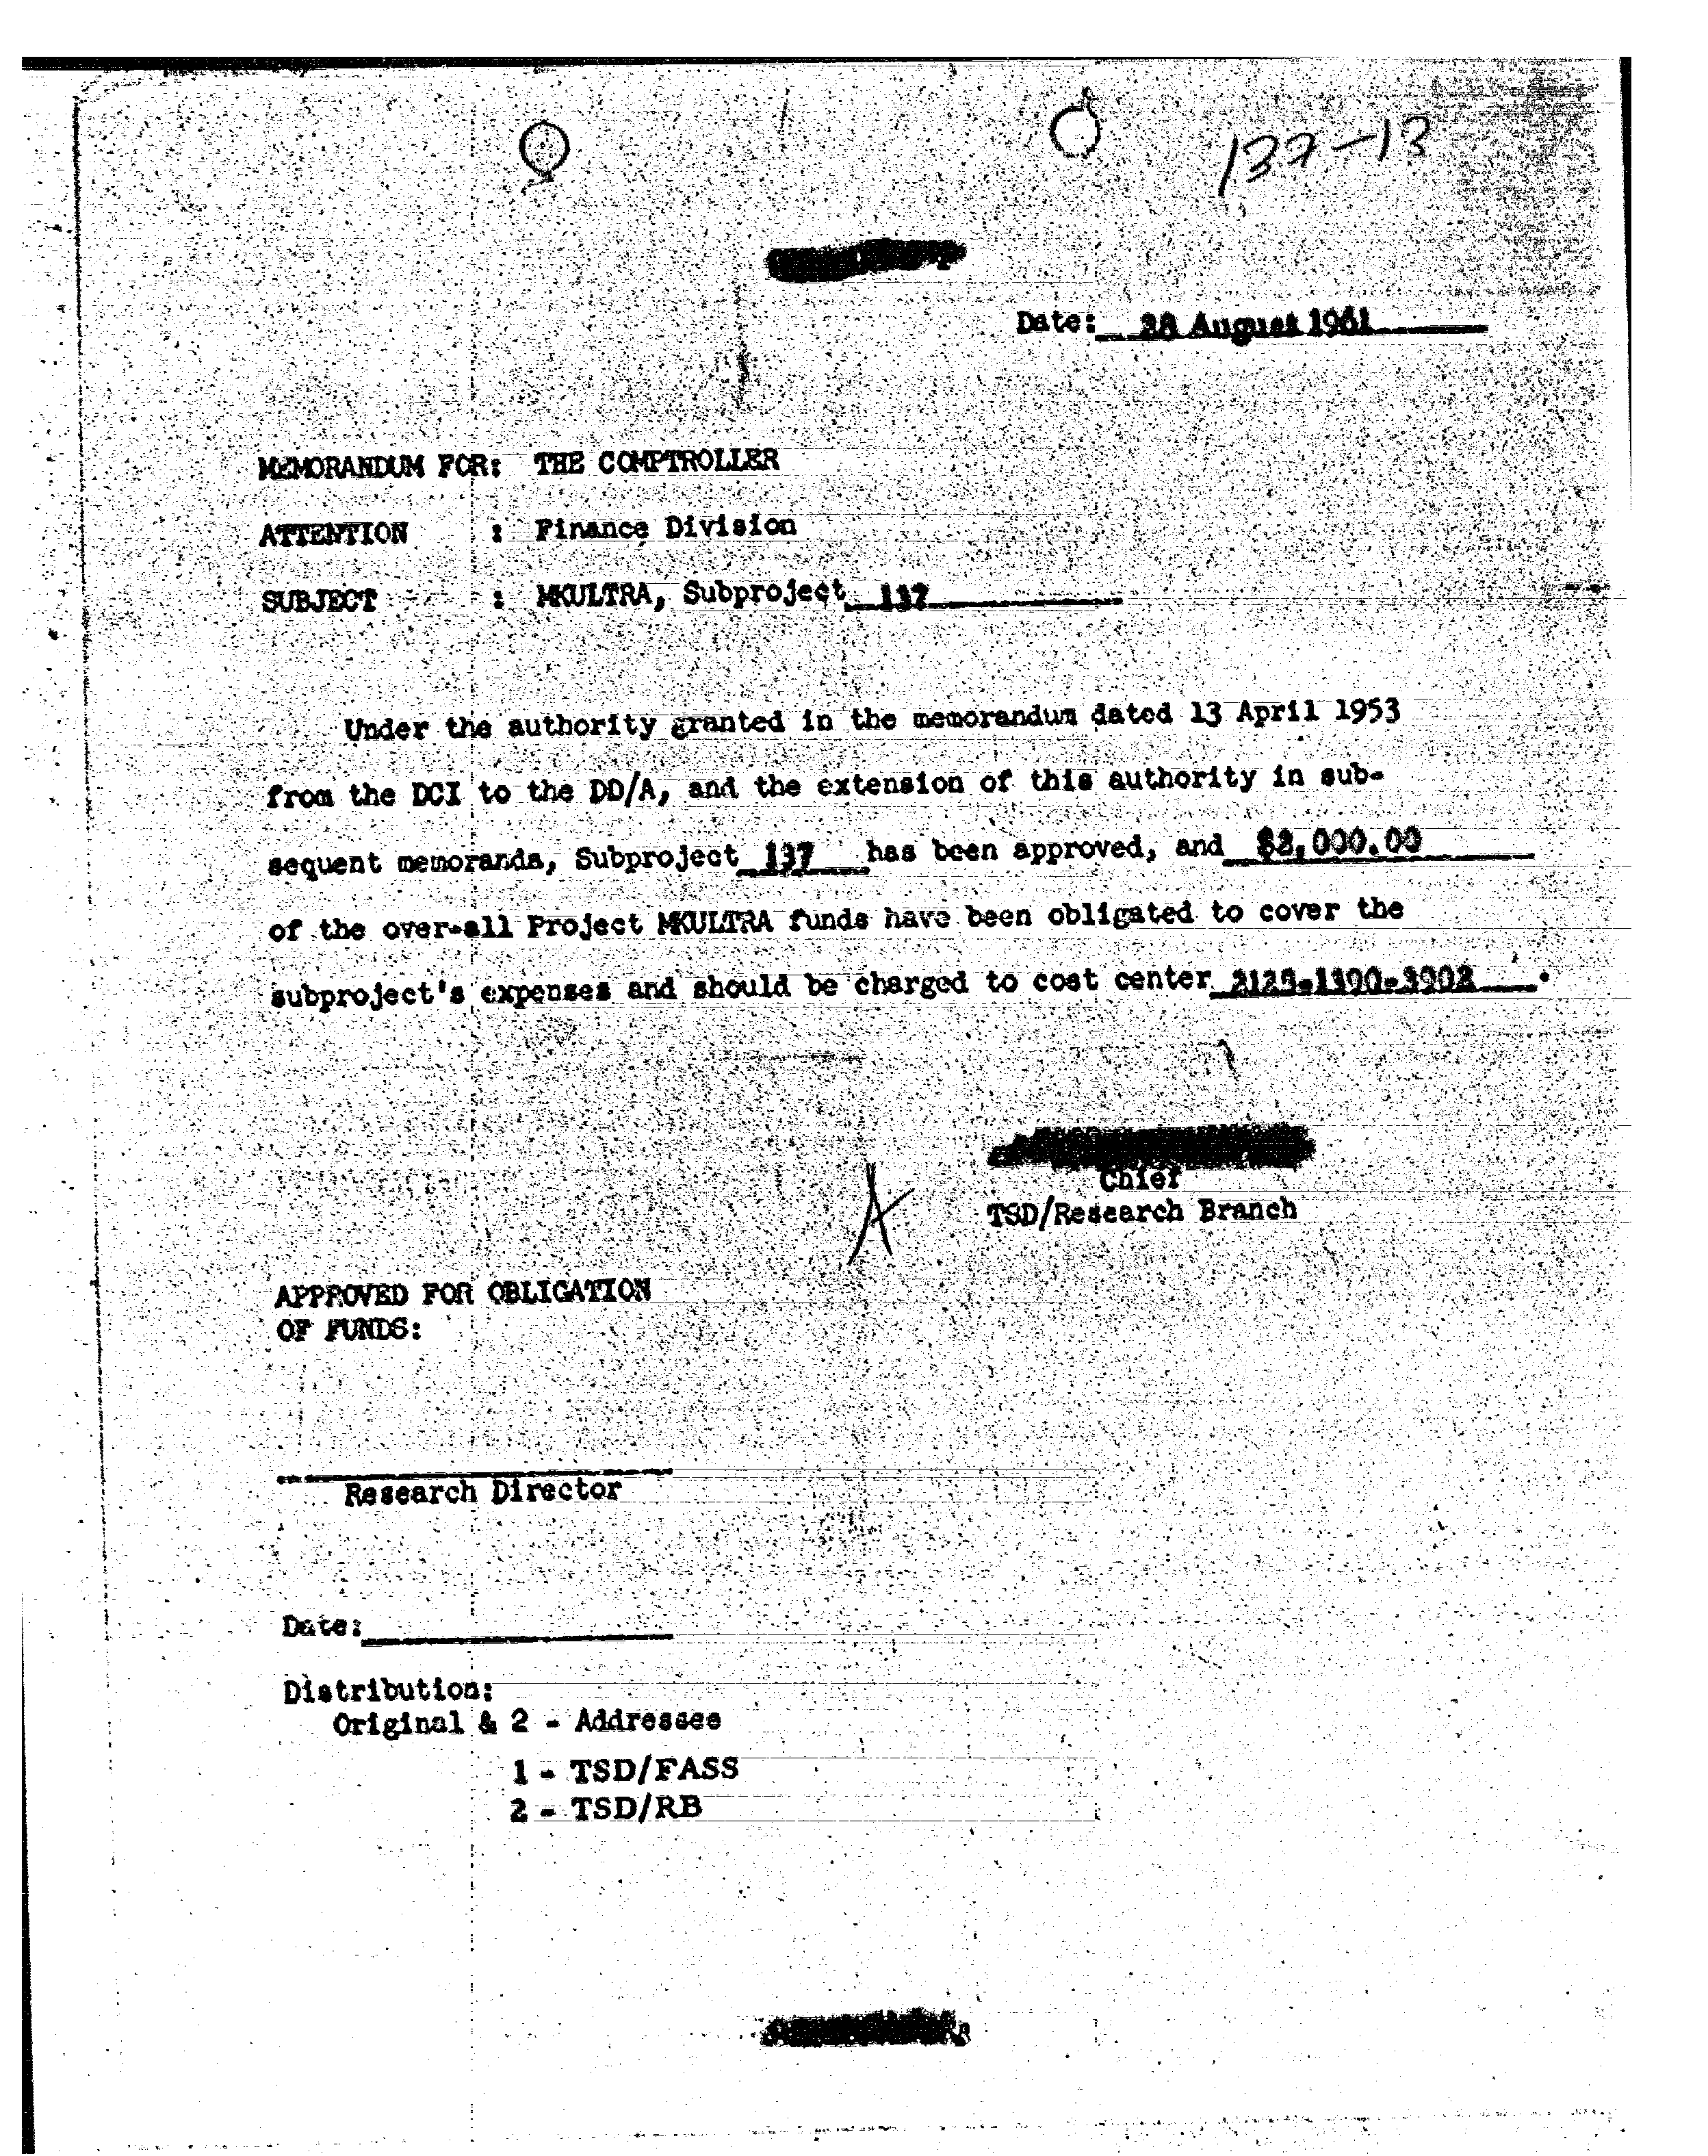 137-13
Date: 28 August 1961
MEMORANDUM FOR: THE COMPTROLLER
ATTENTION : Finance Division
SUBJECT : MKULTRA, Subproject 137
Under the authority granted in the memorandum dated 13 April 1953
from the DCI to the DD/A, and the extension of this authority in sub-
sequent memoranda, Subproject 137 has been approved, and
of the over-all Project MKULTRA funds have been obligated to cover the
subproject's expenses and should be charged to cost center 2125-1390-3902.
Chief
TSD/Research Branch
APPROVED FOR OBLIGATION
OF FUNDS:
Research Director
Date:
Distribution:
Original & 2 - Addressee
1 - TSD/FASS
2 - TSD/RB